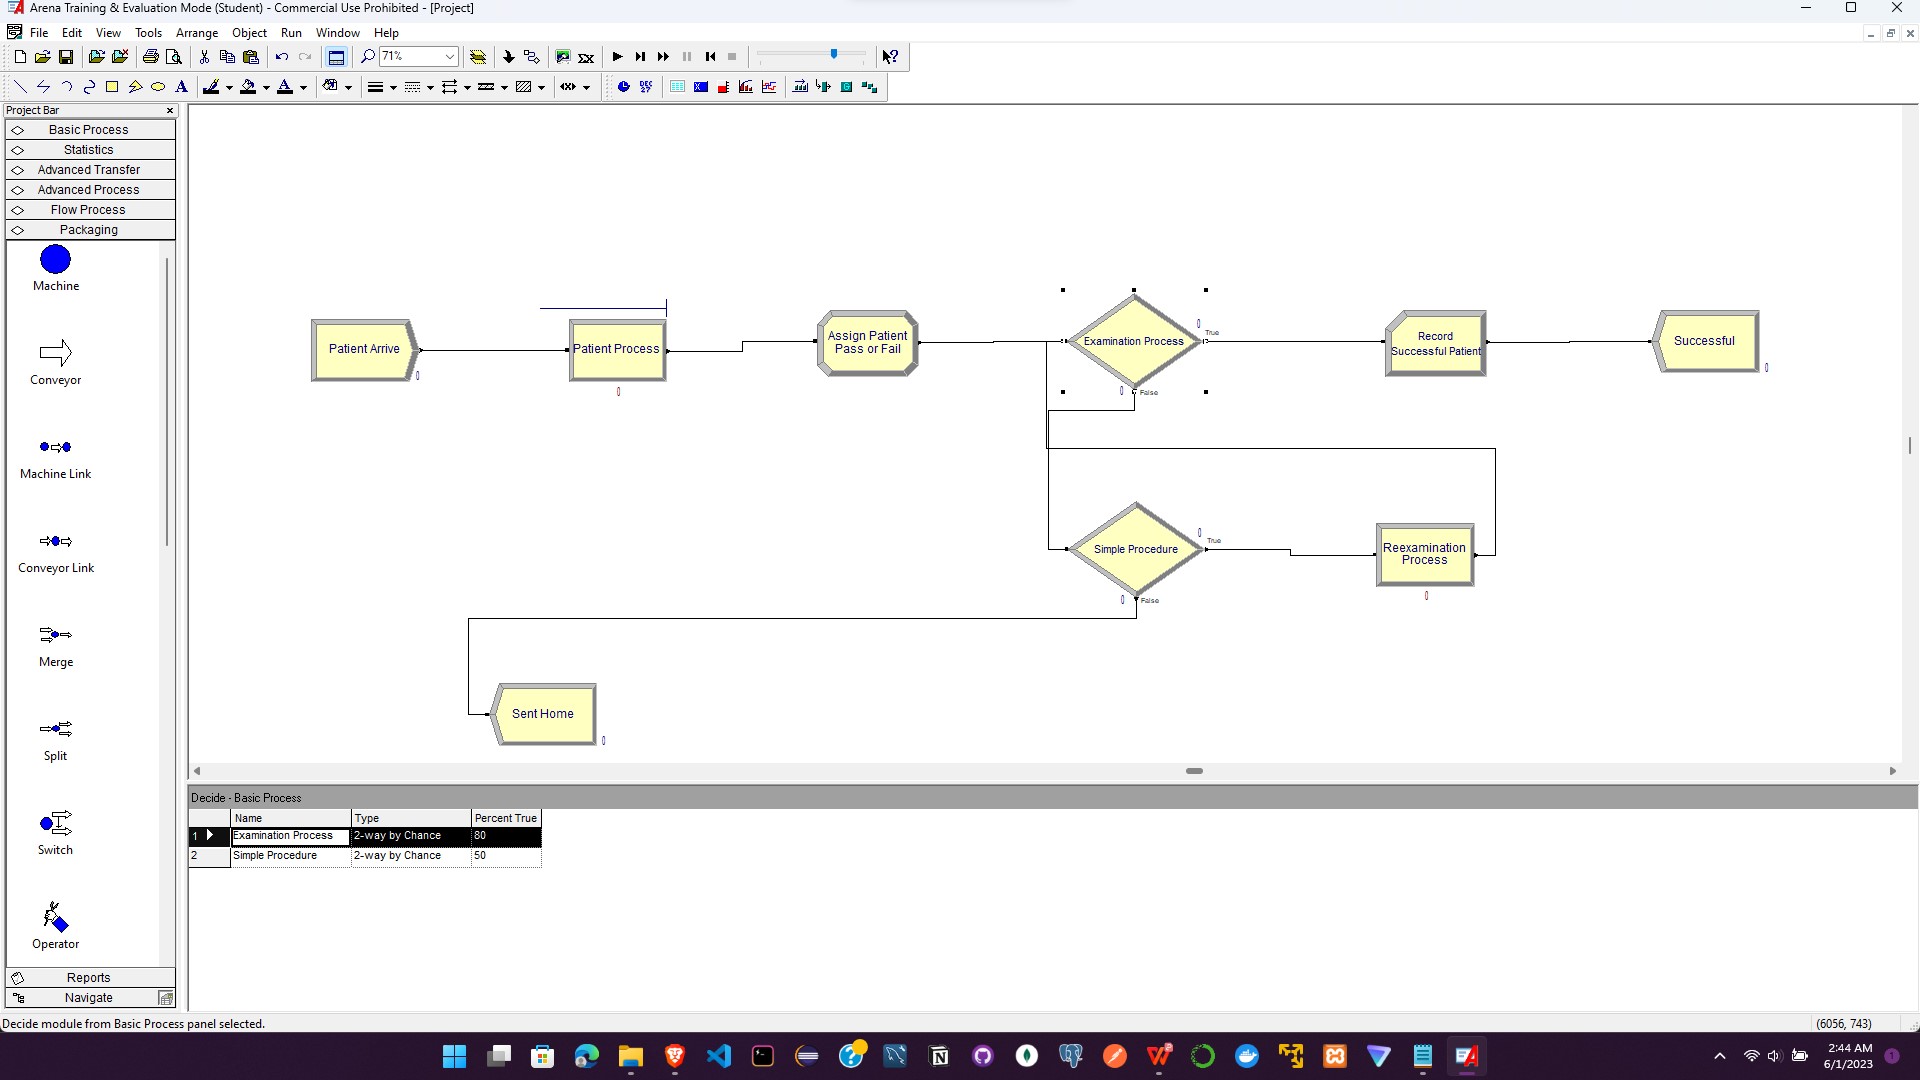 Arena Training & Evaluation Mode (Student) - Commercial Use Prohibited - [Project]
File Edit View Tools Arrange Object Run Window Help
71%
Project Bar
Basic Process
Statistics
Advanced Transfer
Advanced Process
Flow Process
Packaging
Machine
Conveyor
Machine Link
Conveyor Link
Merge
Split
Switch
Operator
Reports
Navigate
Patient Arrive
0
Patient Process
0
Assign Patient
Pass or Fail
Examination Process
0
True
0
False
Record
Successful Patient
Successful
0
Simple Procedure
0
True
0
False
Reexamination
Process
0
Sent Home
0
Decide - Basic Process
Name Type Percent True
1 Examination Process 2-way by Chance 80
2 Simple Procedure 2-way by Chance 50
Decide module from Basic Process panel selected.
(6056, 743)
2:44 AM
6/1/2023
1